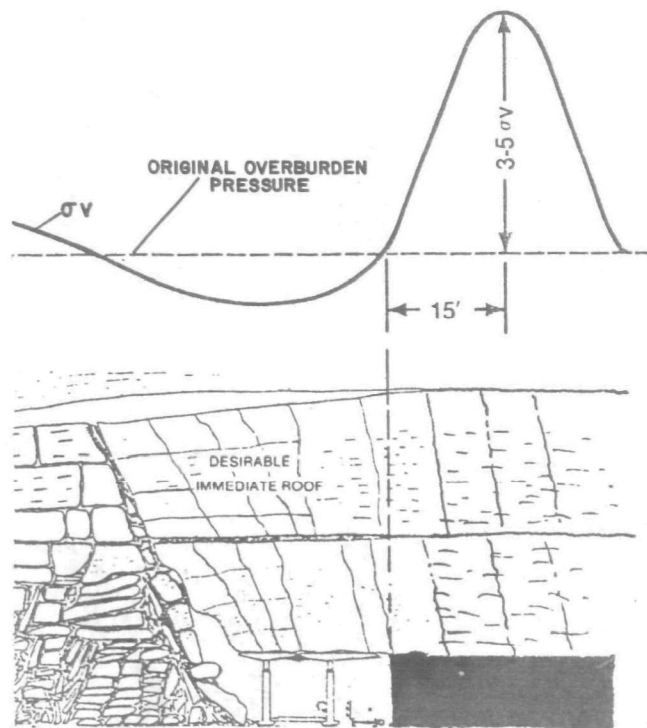 ORIGINAL OVERBURDEN
PRESSURE
σV
3-5 σv
15'
DESIRABLE
IMMEDIATE ROOF